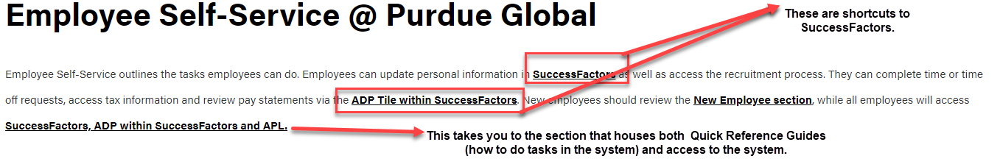 Employee Self-Service @ Purdue Global
These are shortcuts to
SuccessFactors.
Employee Self-Service outlines the tasks employees can do. Employees can update personal information in SuccessFactors as well as access the recruitment process. They can complete time or time
off requests, access tax information and review pay statements via the ADP Tile within SuccessFactors. New employees should review the New Employee section, while all employees will access
SuccessFactors, ADP within SuccessFactors and APL.
This takes you to the section that houses both Quick Reference Guides
(how to do tasks in the system) and access to the system.